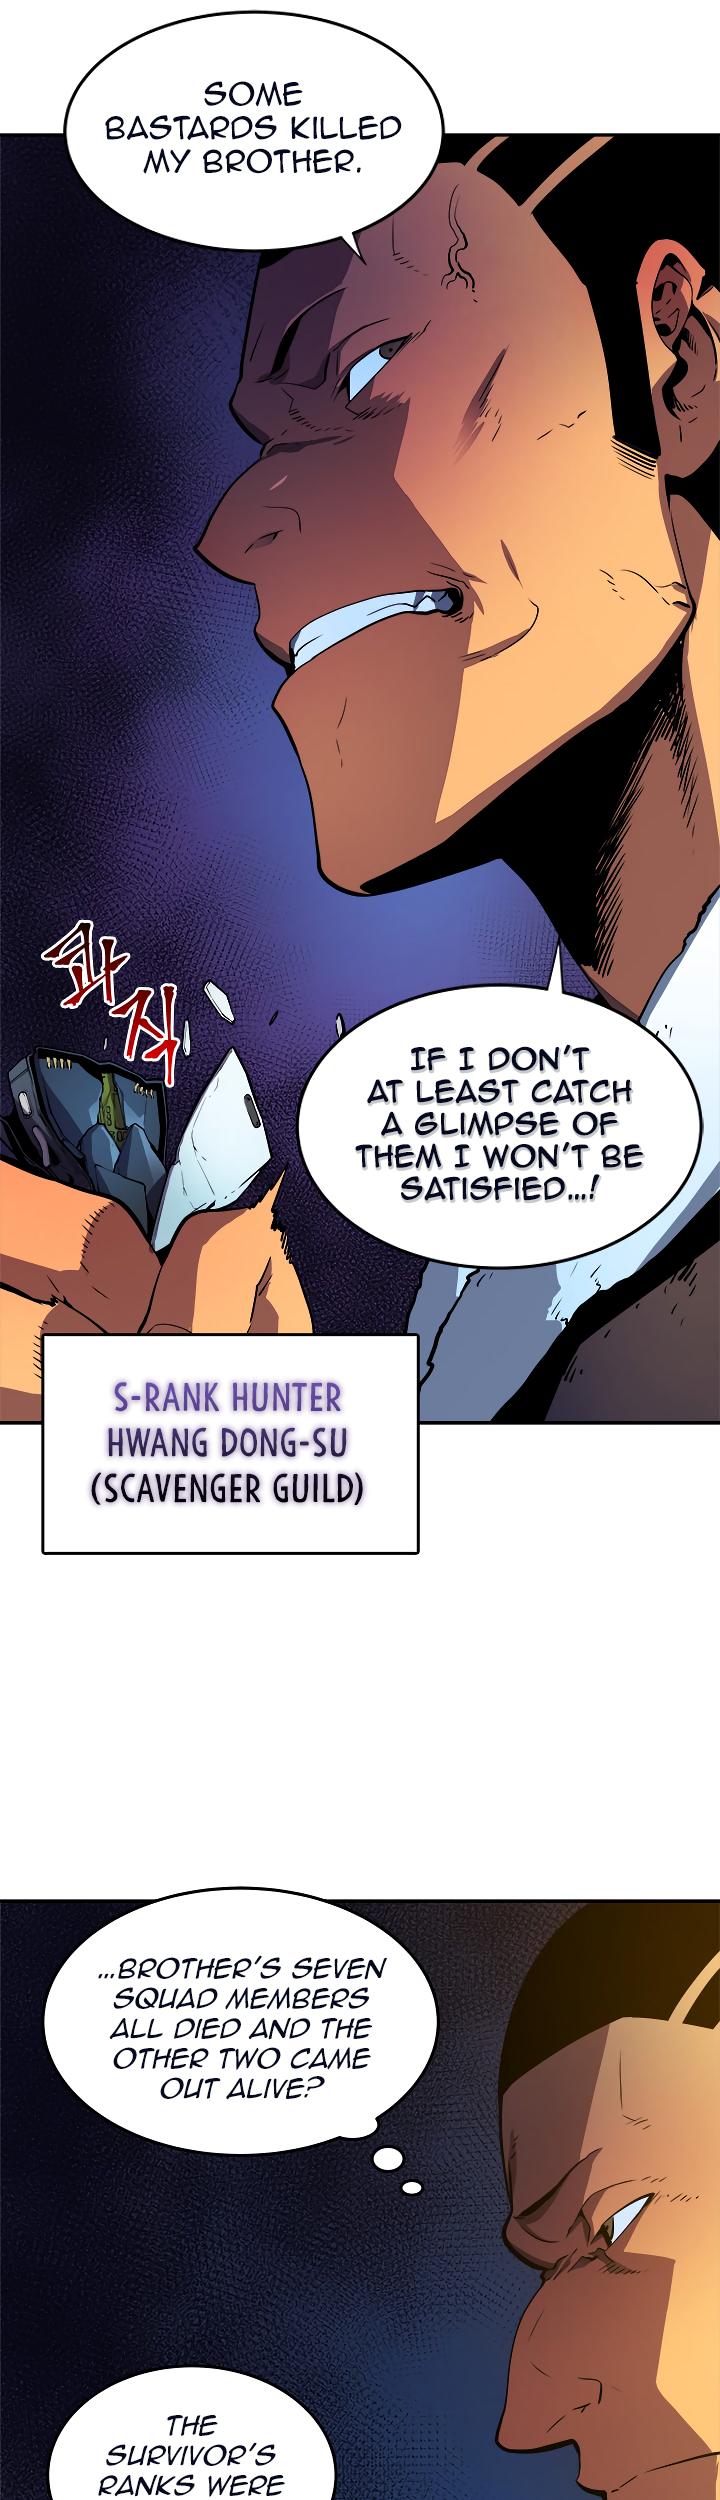 SOME
BASTARDS KILLED
MY BROTHER.
콰
직
IF I DON'T
AT LEAST CATCH
A GLIMPSE OF
THEM I WON'T BE
SATISFIED...!
S-RANK HUNTER
HWANG DONG-SU
(SCAVENGER GUILD)
...BROTHER'S SEVEN
SQUAD MEMBERS
ALL DIED AND THE
OTHER TWO CAME
OUT ALIVE?
THE
SURVIVOR'S
RANKS WERE